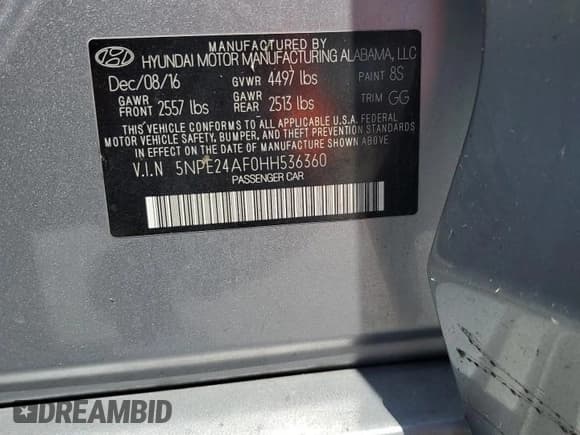 MANUFACTURED BY
HYUNDAI MOTOR MANUFACTURING ALABAMA, LLC
Dec/08/16 GVWR 4497 lbs PAINT 8S
GAWR FRONT 2557 lbs GAWR REAR 2513 lbs TRIM GG
THIS VEHICLE CONFORMS TO ALL APPLICABLE U.S.A. FEDERAL
MOTOR VEHICLE SAFETY, BUMPER, AND THEFT PREVENTION STANDARDS
IN EFFECT ON THE DATE OF MANUFACTURE SHOWN ABOVE.
V.I.N 5NPE24AF0HH536360
PASSENGER CAR
DREAMBID